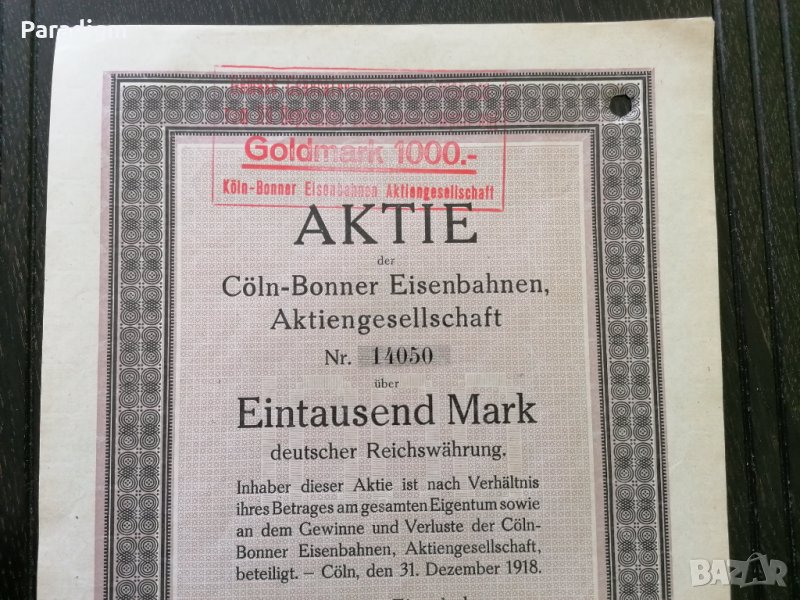 Paradigm
Goldmark 1000.-
Köln-Bonner Eisenbahnen Aktiengesellschaft
AKTIE
der
Cöln-Bonner Eisenbahnen,
Aktiengesellschaft
Nr. 14050
über
Eintausend Mark
deutscher Reichswährung.
Inhaber dieser Aktie ist nach Verhältnis
ihres Betrages am gesamten Eigentum sowie
an dem Gewinne und Verluste der Cöln-
Bonner Eisenbahnen, Aktiengesellschaft,
beteiligt. – Cöln, den 31. Dezember 1918.
BAZAR